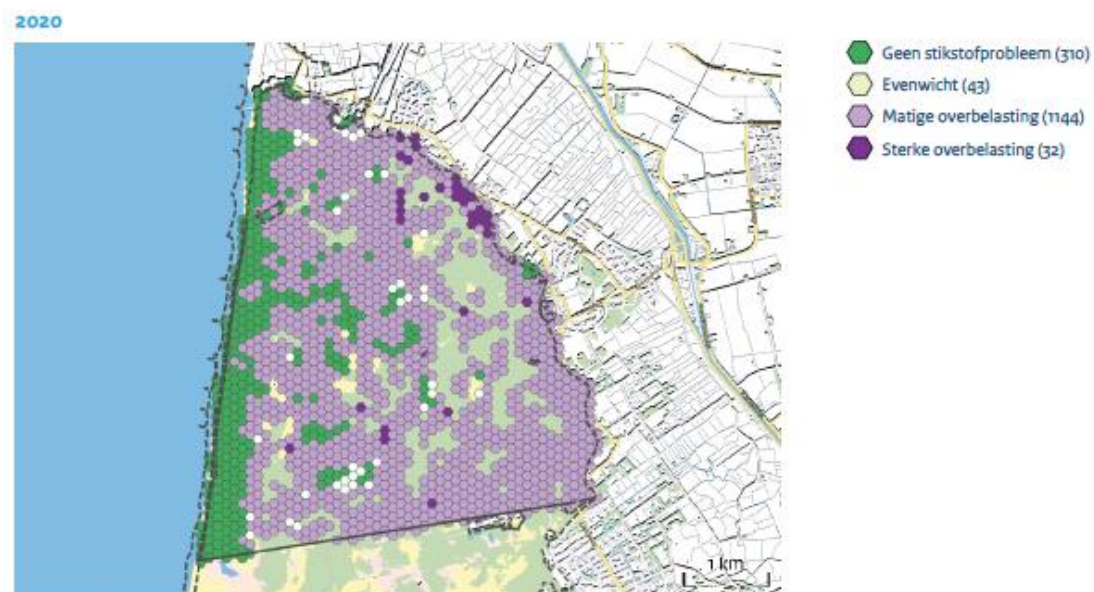 2020
Geen stikstofprobleem (310)
Evenwicht (43)
Matige overbelasting (1144)
Sterke overbelasting (32)
1 km